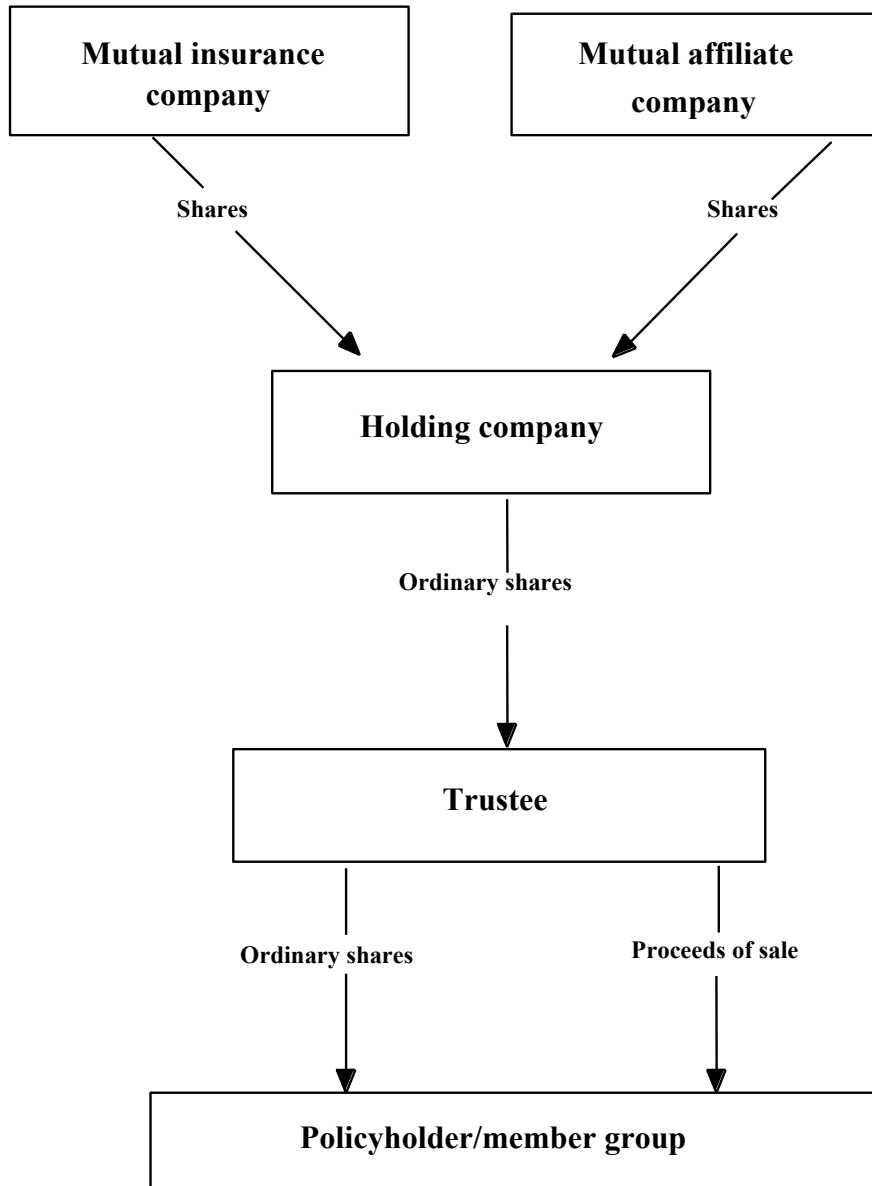 Mutual insurance
company
Mutual affiliate
company
Shares
Shares
Holding company
Ordinary shares
Trustee
Ordinary shares
Proceeds of sale
Policyholder/member group